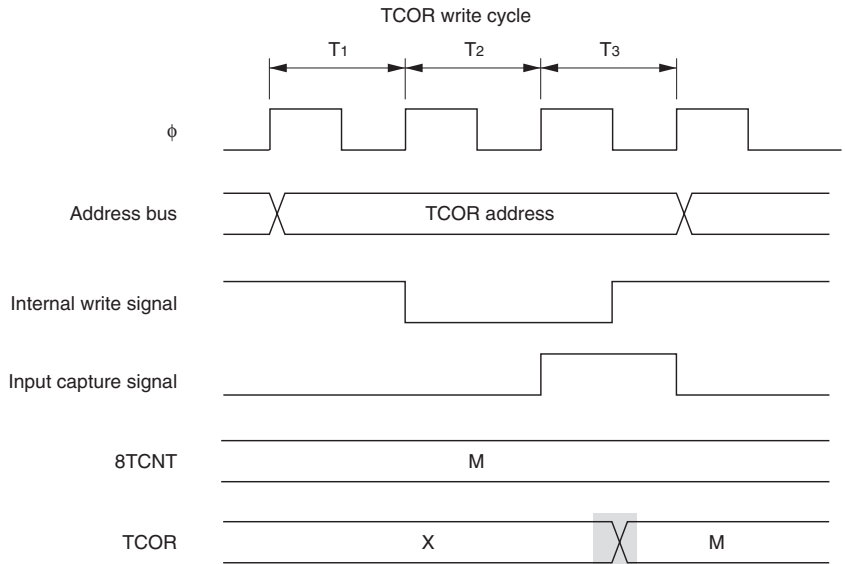 TCOR write cycle
T1 T2 T3
φ
Address bus TCOR address
Internal write signal
Input capture signal
8TCNT M
TCOR X M